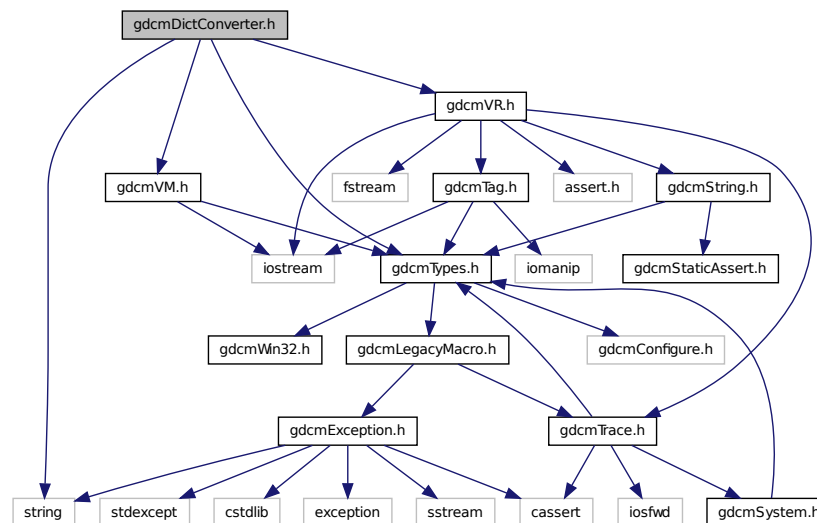 gdcmDictConverter.h
gdcmVR.h
gdcmVM.h
fstream
gdcmTag.h
assert.h
gdcmString.h
iostream
gdcmTypes.h
iomanip
gdcmStaticAssert.h
gdcmWin32.h
gdcmLegacyMacro.h
gdcmConfigure.h
gdcmException.h
gdcmTrace.h
string
stdexcept
cstdlib
exception
sstream
cassert
iosfwd
gdcmSystem.h